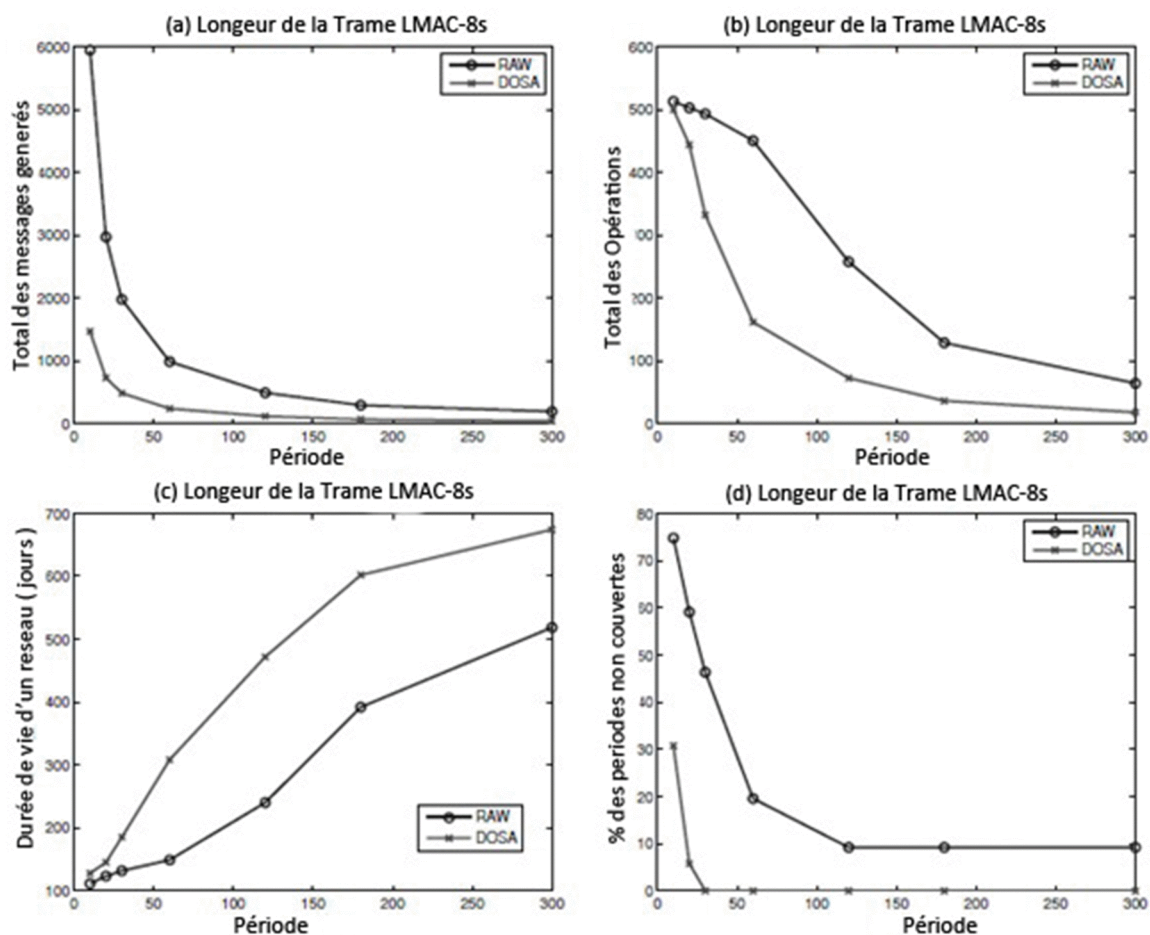 (a) Longeur de la Trame LMAC-8s
6000
5000
4000
3000
2000
1000
0
Total des messages generés
RAW
DOSA
0 50 100 150 200 250 300
Période
(b) Longeur de la Trame LMAC-8s
600
500
400
:00
:00
100
0
Total des Opérations
RAW
DOSA
0 50 100 150 200 250 300
Période
(c) Longeur de la Trame LMAC-8s
700
600
500
400
300
200
100
Durée de vie d'un reseau ( jours )
RAW
DOSA
0 50 100 150 200 250 300
Période
(d) Longeur de la Trame LMAC-8s
80
70
60
50
40
30
20
10
0
% des periodes non couvertes
RAW
DOSA
0 50 100 150 200 250 300
Période